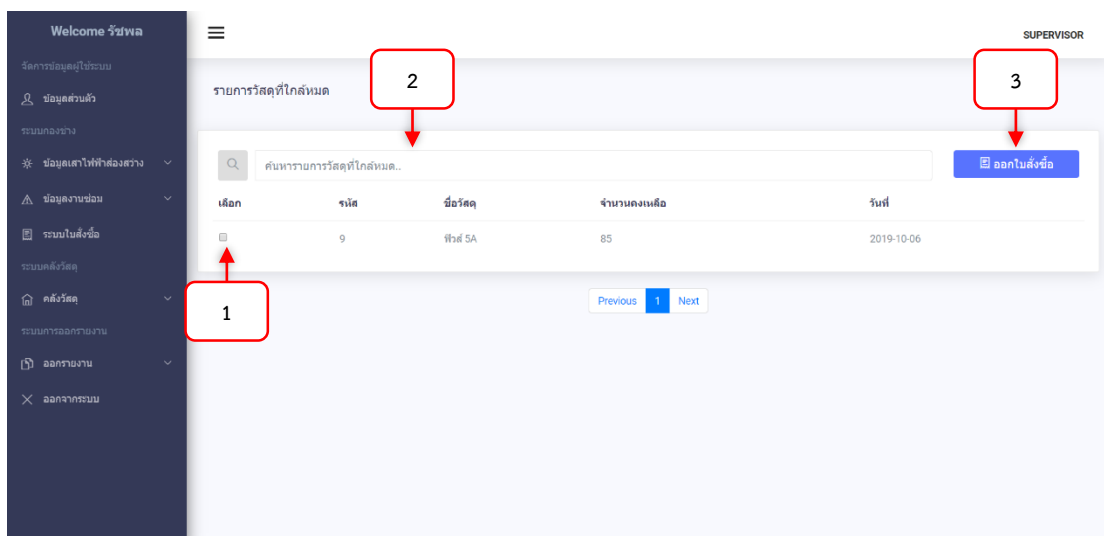 Welcome รัชพล
SUPERVISOR
จัดการข้อมูลผู้ใช้ระบบ
ข้อมูลส่วนตัว
ระบบกองช่าง
ข้อมูลเสาไฟฟ้าส่องสว่าง
ข้อมูลงานซ่อม
ระบบใบสั่งซื้อ
ระบบคลังวัสดุ
คลังวัสดุ
ระบบการออกรายงาน
ออกรายงาน
ออกจากระบบ
รายการวัสดุที่ใกล้หมด
2
3
ค้นหารายการวัสดุที่ใกล้หมด..
ออกใบสั่งซื้อ
เลือก รหัส ชื่อวัสดุ จำนวนคงเหลือ วันที่
9 ฟิวส์ 5A 85 2019-10-06
1
Previous 1 Next